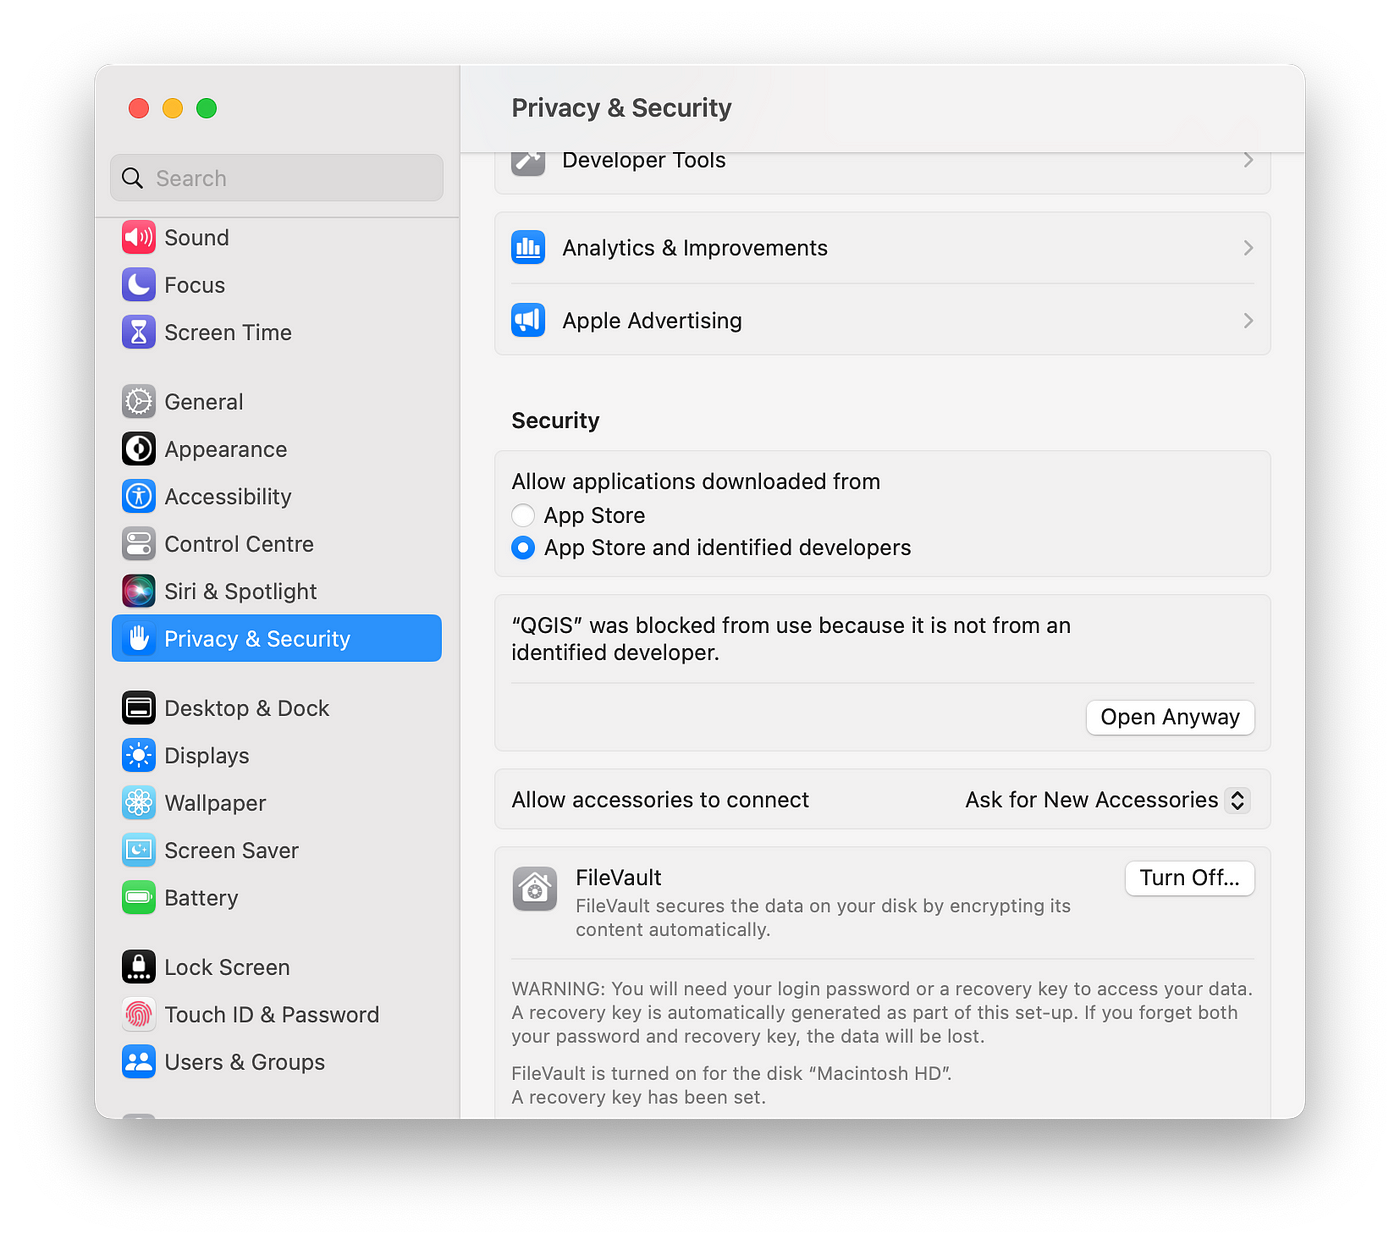 Privacy & Security
Search
Sound
Focus
Screen Time
General
Appearance
Accessibility
Control Centre
Siri & Spotlight
Privacy & Security
Desktop & Dock
Displays
Wallpaper
Screen Saver
Battery
Lock Screen
Touch ID & Password
Users & Groups
Developer Tools
Analytics & Improvements
Apple Advertising
Security
Allow applications downloaded from
App Store
App Store and identified developers
“QGIS” was blocked from use because it is not from an
identified developer.
Open Anyway
Allow accessories to connect
Ask for New Accessories
FileVault
Turn Off...
FileVault secures the data on your disk by encrypting its
content automatically.
WARNING: You will need your login password or a recovery key to access your data.
A recovery key is automatically generated as part of this set-up. If you forget both
your password and recovery key, the data will be lost.
FileVault is turned on for the disk “Macintosh HD”.
A recovery key has been set.